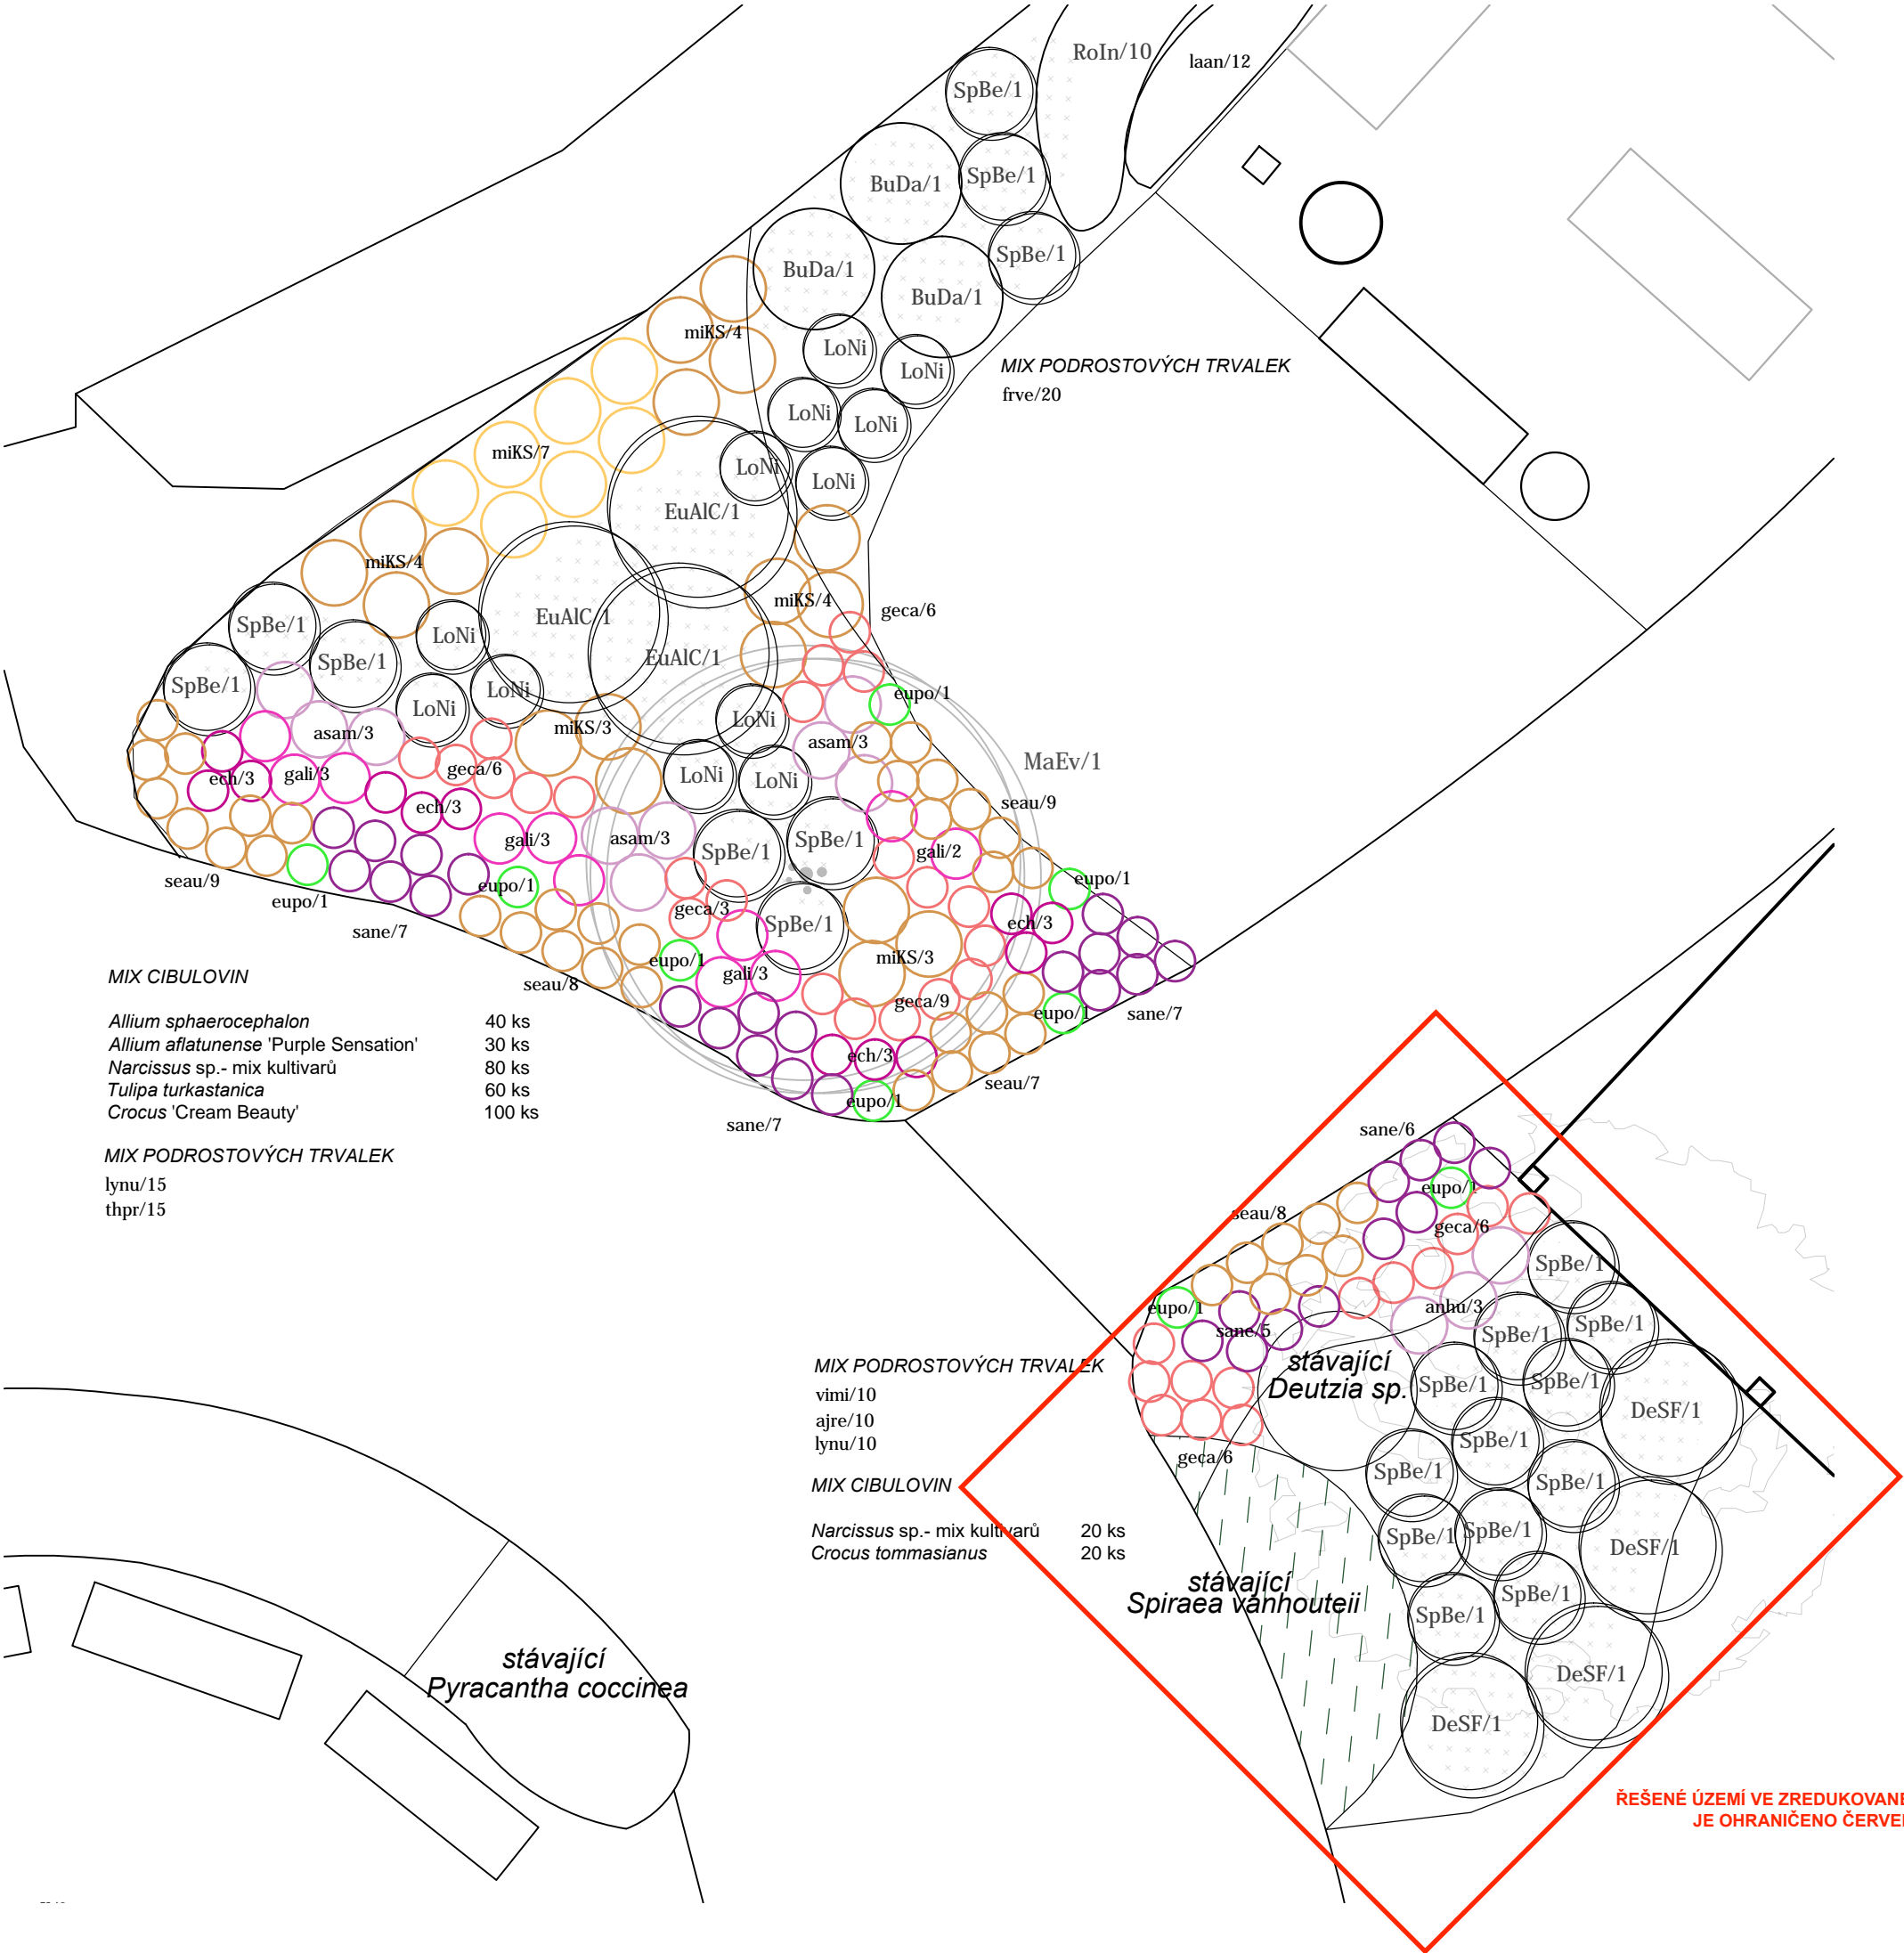 RoIn/10
laan/12
SpBe/1
BuDa/1
SpBe/1
SpBe/1
BuDa/1
BuDa/1
miKS/4
LoNi
LoNi
MIX PODROSTOVÝCH TRVALEK
frve/20
LoNi
LoNi
miKS/7
LoNi
LoNi
EuAlC/1
miKS/4
miKS/4
geca/6
EuAlC/1
SpBe/1
LoNi
SpBe/1
EuAlC/1
SpBe/1
LoNi
eupo/1
LoNi
LoNi
miKS/3
asam/3
asam/3
MaEv/1
geca/6
LoNi
LoNi
ech/3
gali/3
seau/9
ech/3
gali/3
asam/3
SpBe/1
SpBe/1
gali/2
seau/9
eupo/1
eupo/1
eupo/1
geca/3
sane/7
SpBe/1
ech/3
miKS/3
eupo/1
gali/3
seau/8
geca/9
eupo/1
sane/7
ech/3
seau/7
eupo/1
sane/7
MIX CIBULOVIN
Allium sphaerocephalon 40 ks
Allium aflatunense 'Purple Sensation' 30 ks
Narcissus sp.- mix kultivarů 80 ks
Tulipa turkastanica 60 ks
Crocus 'Cream Beauty' 100 ks
MIX PODROSTOVÝCH TRVALEK
lynu/15
thpr/15
sane/6
eupo/1
seau/8
geca/6
SpBe/1
eupo/1
anhu/3
sane/5
SpBe/1
SpBe/1
stávající
Deutzia sp.
SpBe/1
SpBe/1
DeSF/1
SpBe/1
geca/6
SpBe/1
SpBe/1
SpBe/1
SpBe/1
DeSF/1
SpBe/1
SpBe/1
DeSF/1
DeSF/1
MIX PODROSTOVÝCH TRVALEK
vimi/10
ajre/10
lynu/10
MIX CIBULOVIN
Narcissus sp.- mix kultivarů 20 ks
Crocus tommasianus 20 ks
stávající
Spiraea vanhouteii
stávající
Pyracantha coccinea
ŘEŠENÉ ÚZEMÍ VE ZREDUKOVANÉ
JE OHRANIČENO ČERVE